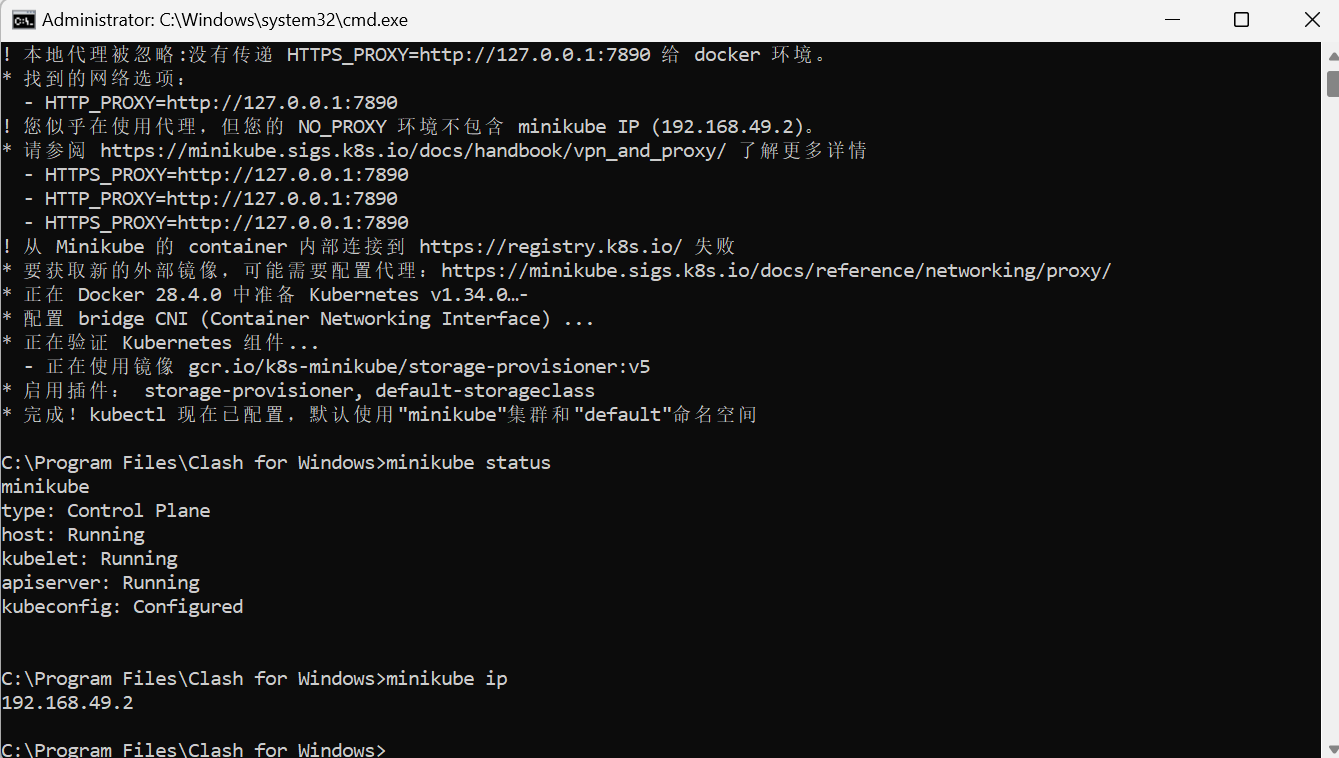 Administrator: C:\Windows\system32\cmd.exe
! 本地代理被忽略:没有传递 HTTPS_PROXY=http://127.0.0.1:7890 给 docker 环境。
* 找到的网络选项：
  - HTTP_PROXY=http://127.0.0.1:7890
! 您似乎在使用代理，但您的 NO_PROXY 环境不包含 minikube IP (192.168.49.2)。
* 请参阅 https://minikube.sigs.k8s.io/docs/handbook/vpn_and_proxy/ 了解更多详情
  - HTTPS_PROXY=http://127.0.0.1:7890
  - HTTP_PROXY=http://127.0.0.1:7890
  - HTTPS_PROXY=http://127.0.0.1:7890
! 从 Minikube 的 container 内部连接到 https://registry.k8s.io/ 失败
* 要获取新的外部镜像，可能需要配置代理：https://minikube.sigs.k8s.io/docs/reference/networking/proxy/
* 正在 Docker 28.4.0 中准备 Kubernetes v1.34.0…-
* 配置 bridge CNI (Container Networking Interface) ...
* 正在验证 Kubernetes 组件...
  - 正在使用镜像 gcr.io/k8s-minikube/storage-provisioner:v5
* 启用插件： storage-provisioner, default-storageclass
* 完成！kubectl 现在已配置，默认使用"minikube"集群和"default"命名空间
C:\Program Files\Clash for Windows>minikube status
minikube
type: Control Plane
host: Running
kubelet: Running
apiserver: Running
kubeconfig: Configured
C:\Program Files\Clash for Windows>minikube ip
192.168.49.2
C:\Program Files\Clash for Windows>